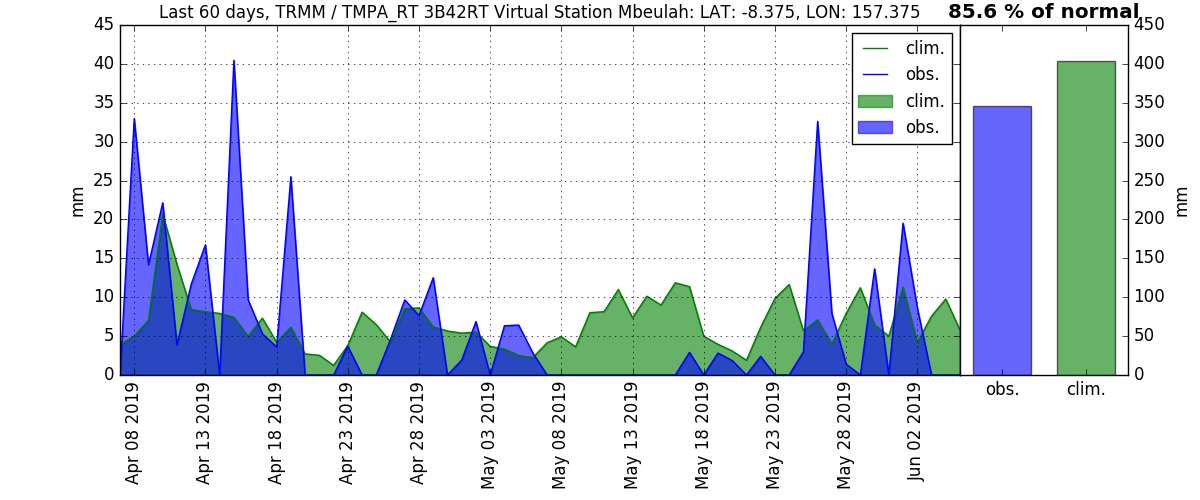 Last 60 days, TRMM / TMPA_RT 3B42RT Virtual Station Mbeulah: LAT: -8.375, LON: 157.375
85.6 % of normal
45
40
35
30
25
20
15
10
5
0
mm
clim.
obs.
clim.
obs.
450
400
350
300
250
200
150
100
50
0
mm
Apr 08 2019
Apr 13 2019
Apr 18 2019
Apr 23 2019
Apr 28 2019
May 03 2019
May 08 2019
May 13 2019
May 18 2019
May 23 2019
May 28 2019
Jun 02 2019
obs.
clim.